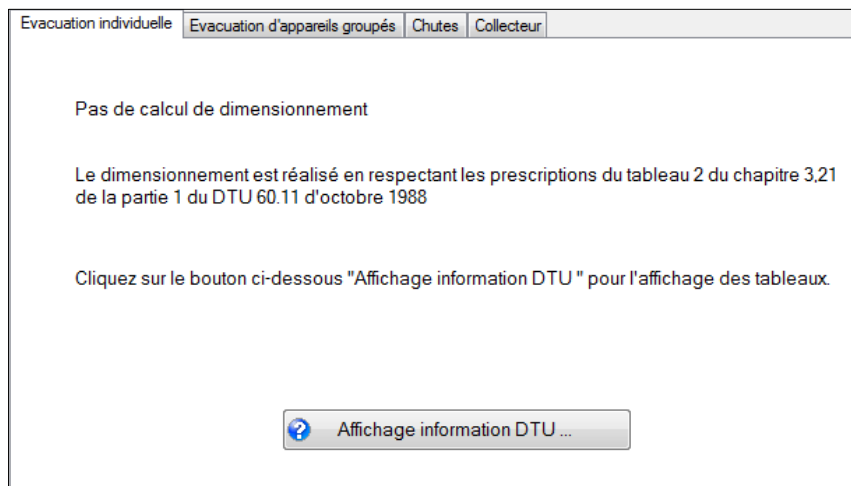 Evacuation individuelle Evacuation d'appareils groupés Chutes Collecteur
Pas de calcul de dimensionnement
Le dimensionnement est réalisé en respectant les prescriptions du tableau 2 du chapitre 3,21
de la partie 1 du DTU 60.11 d'octobre 1988
Cliquez sur le bouton ci-dessous "Affichage information DTU " pour l'affichage des tableaux.
Affichage information DTU ...